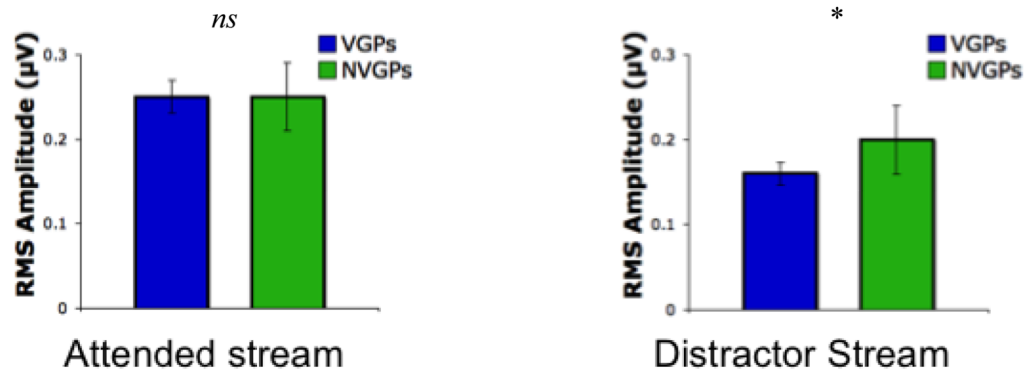 ns
RMS Amplitude (µV)
0.3
0.2
0.1
0
VGPs
NVGPs
Attended stream
*
RMS Amplitude (µV)
0.3
0.2
0.1
0
VGPs
NVGPs
Distractor Stream